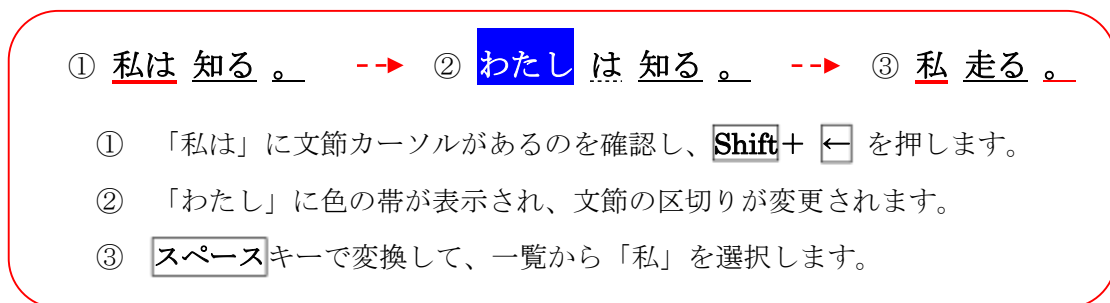 ① 私は 知る 。 ② わたし は 知る 。 ③ 私 走る 。
① 「私は」に文節カーソルがあるのを確認し、Shift＋ ← を押します。
② 「わたし」に色の帯が表示され、文節の区切りが変更されます。
③ スペースキーで変換して、一覧から「私」を選択します。